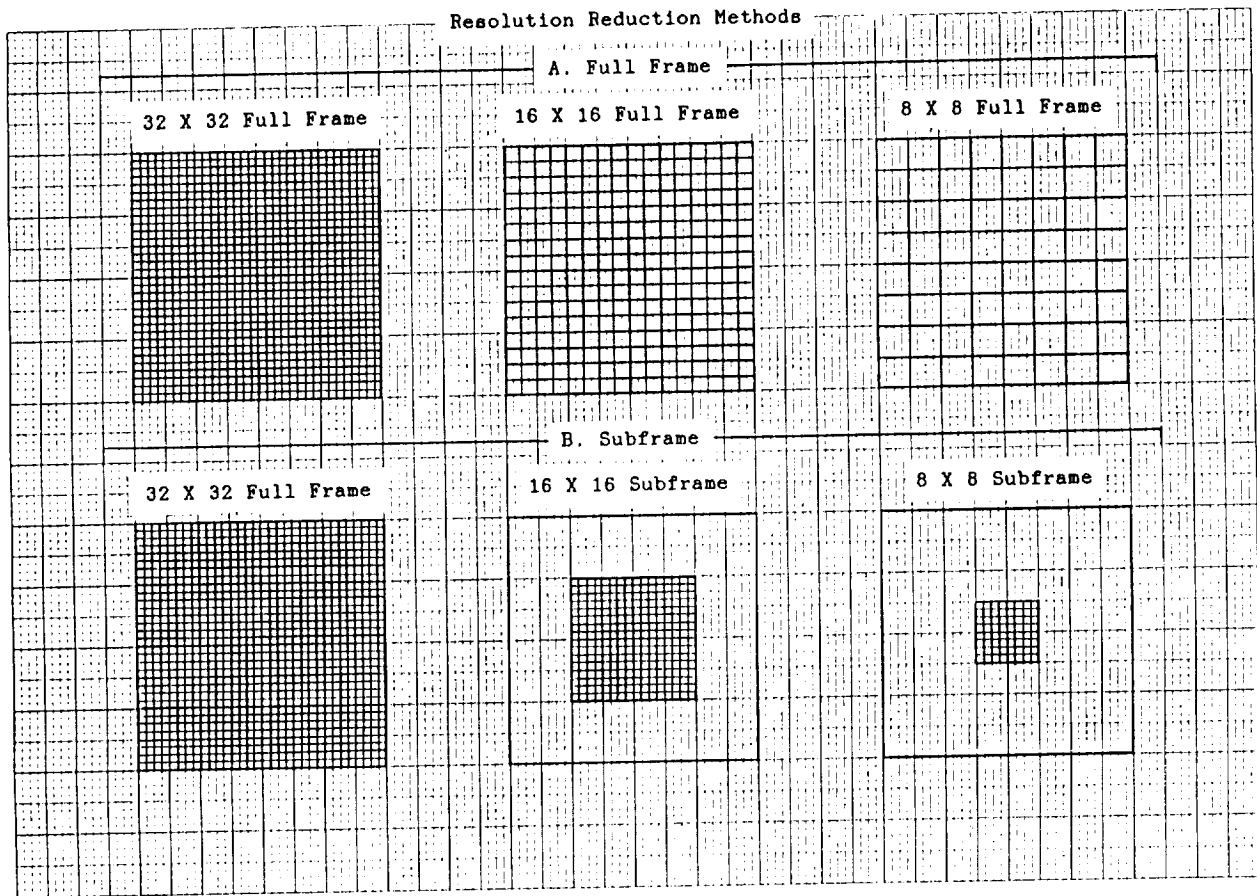 Resolution Reduction Methods
A. Full Frame
32 X 32 Full Frame
16 X 16 Full Frame
8 X 8 Full Frame
B. Subframe
32 X 32 Full Frame
16 X 16 Subframe
8 X 8 Subframe